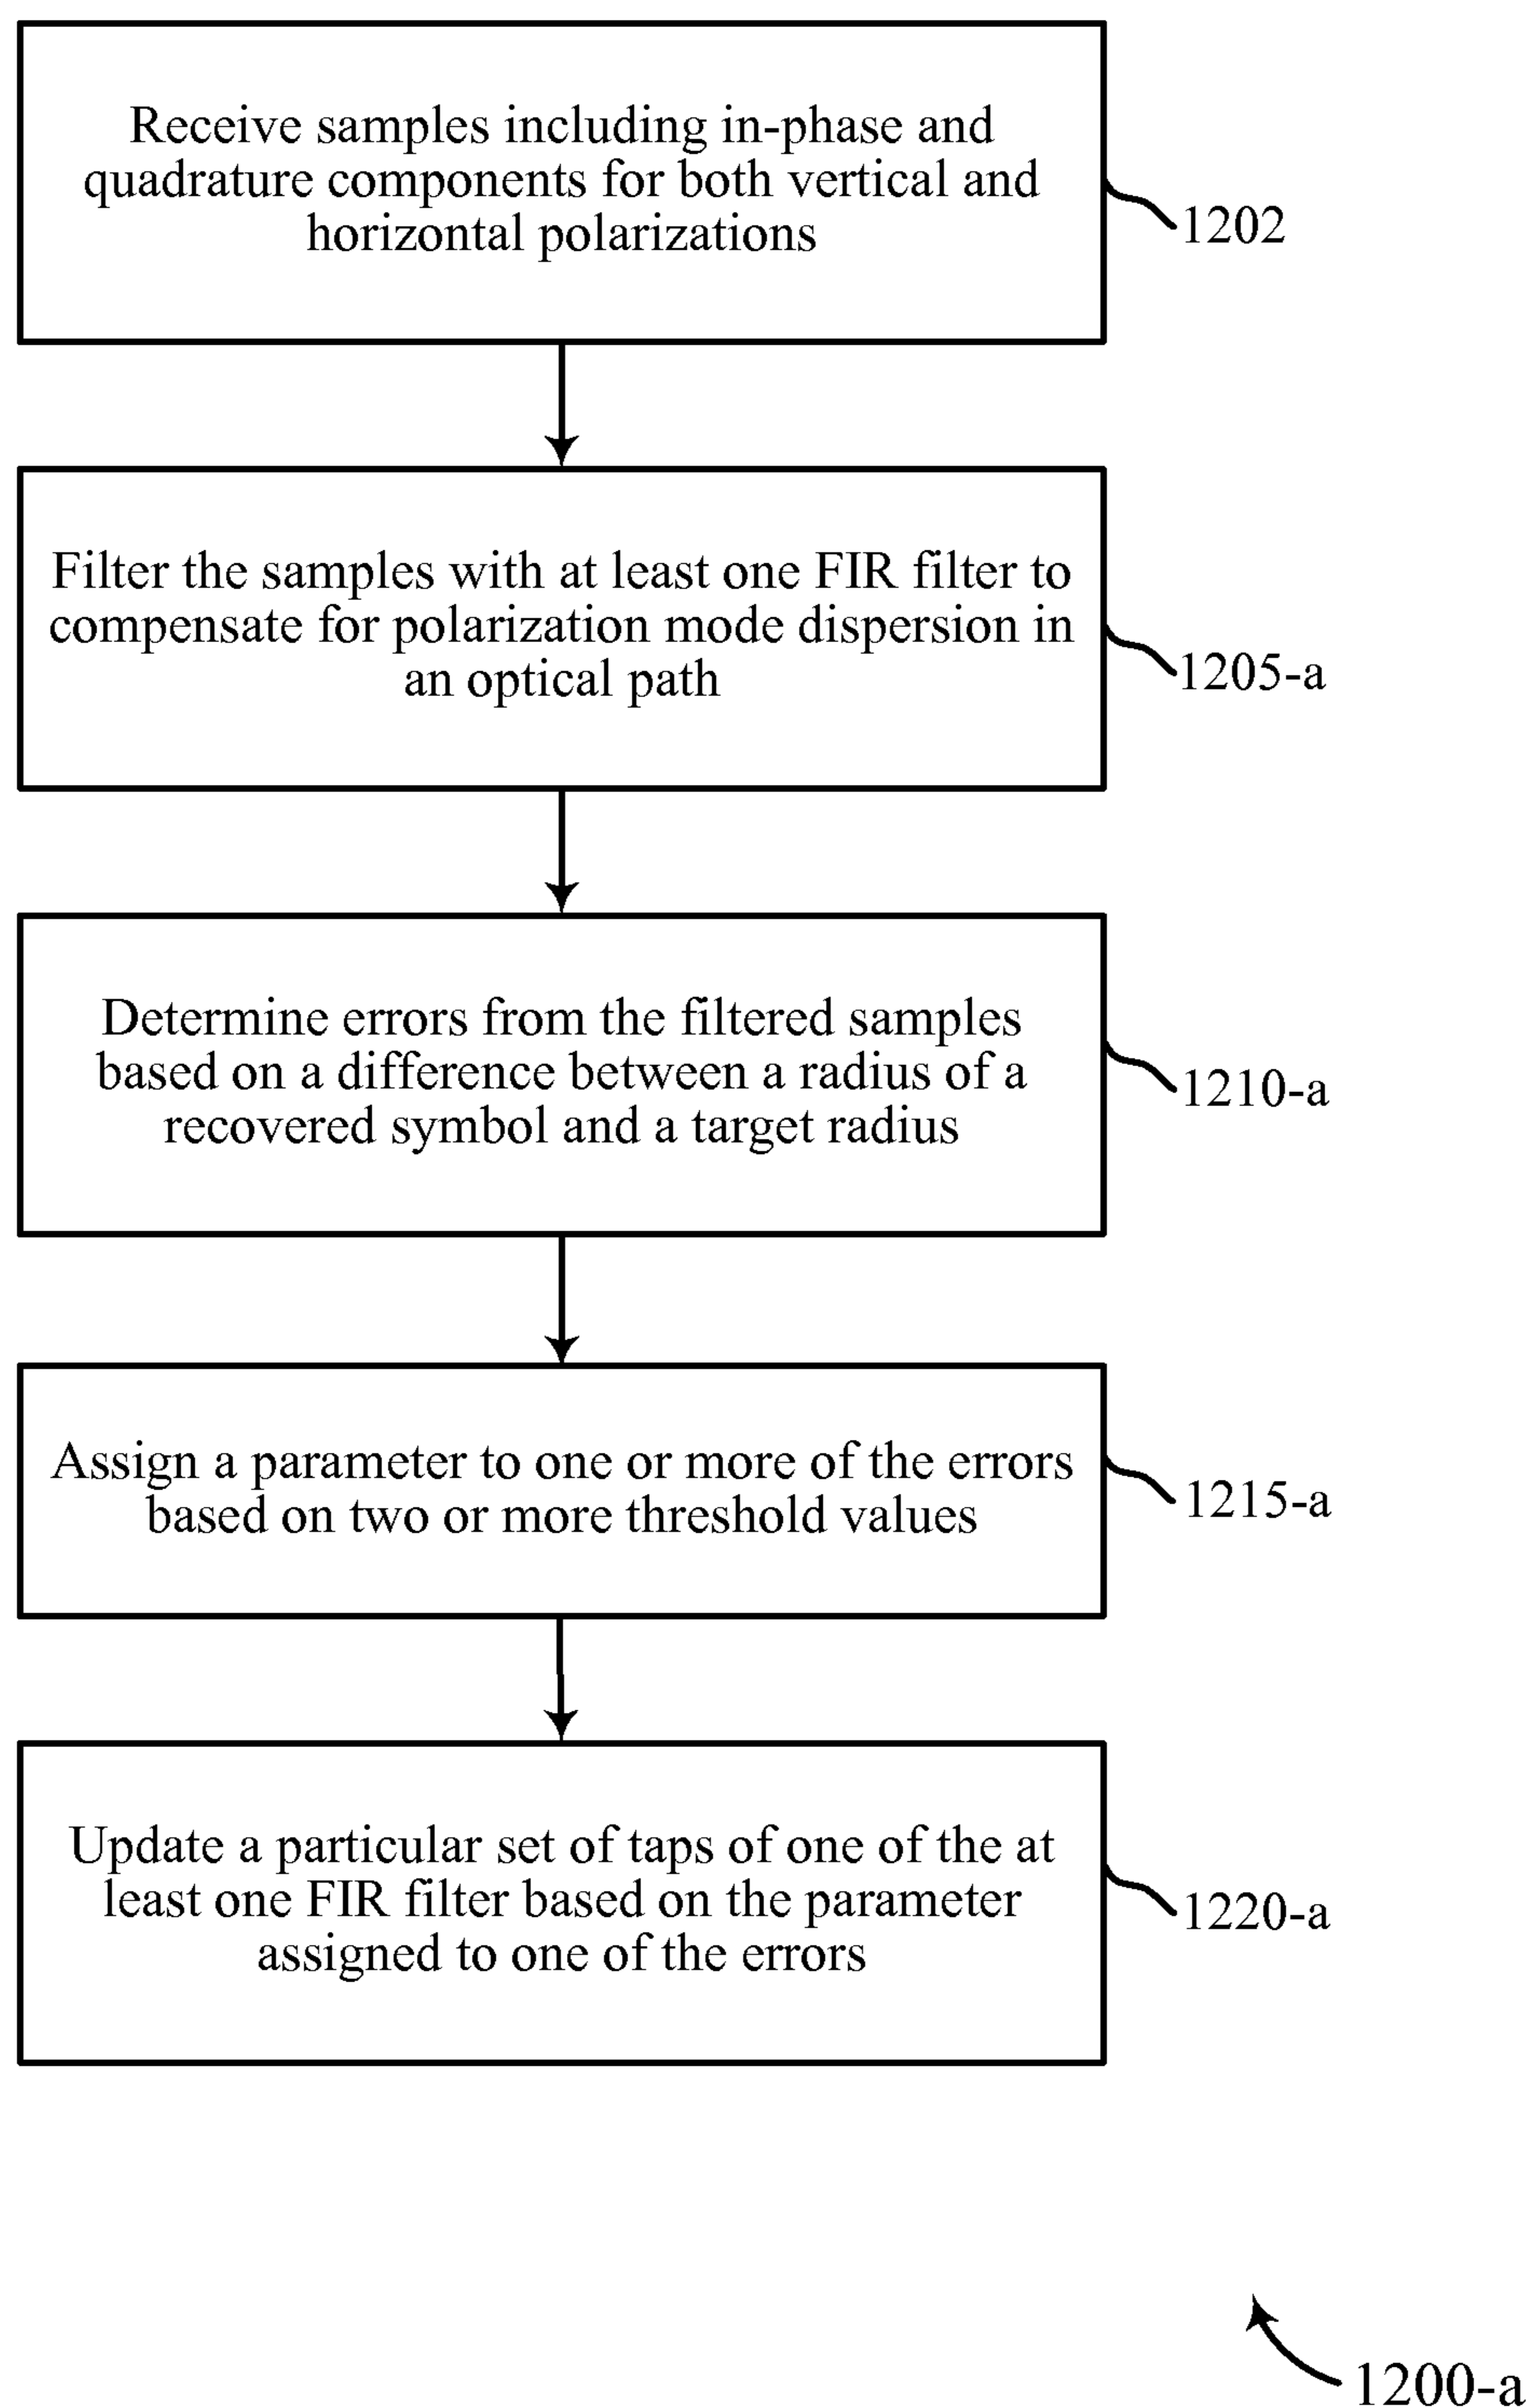 Receive samples including in-phase and
quadrature components for both vertical and
horizontal polarizations
1202
Filter the samples with at least one FIR filter to
compensate for polarization mode dispersion in
an optical path
1205-a
Determine errors from the filtered samples
based on a difference between a radius of a
recovered symbol and a target radius
1210-a
Assign a parameter to one or more of the errors
based on two or more threshold values
1215-a
Update a particular set of taps of one of the at
least one FIR filter based on the parameter
assigned to one of the errors
1220-a
1200-a